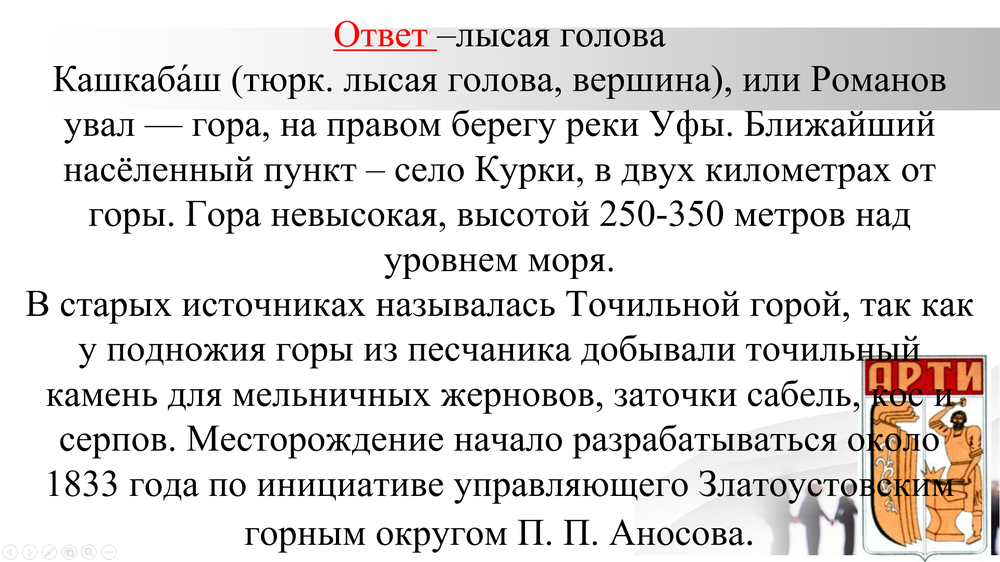 Ответ –лысая голова
Кашкаба́ш (тюрк. лысая голова, вершина), или Романов
увал — гора, на правом берегу реки Уфы. Ближайший
насёленный пункт – село Курки, в двух километрах от
горы. Гора невысокая, высотой 250-350 метров над
уровнем моря.
В старых источниках называлась Точильной горой, так как
у подножия горы из песчаника добывали точильный
камень для мельничных жерновов, заточки сабель, кос и
серпов. Месторождение начало разрабатываться около
1833 года по инициативе управляющего Златоустовским
горным округом П. П. Аносова.
АРТИ